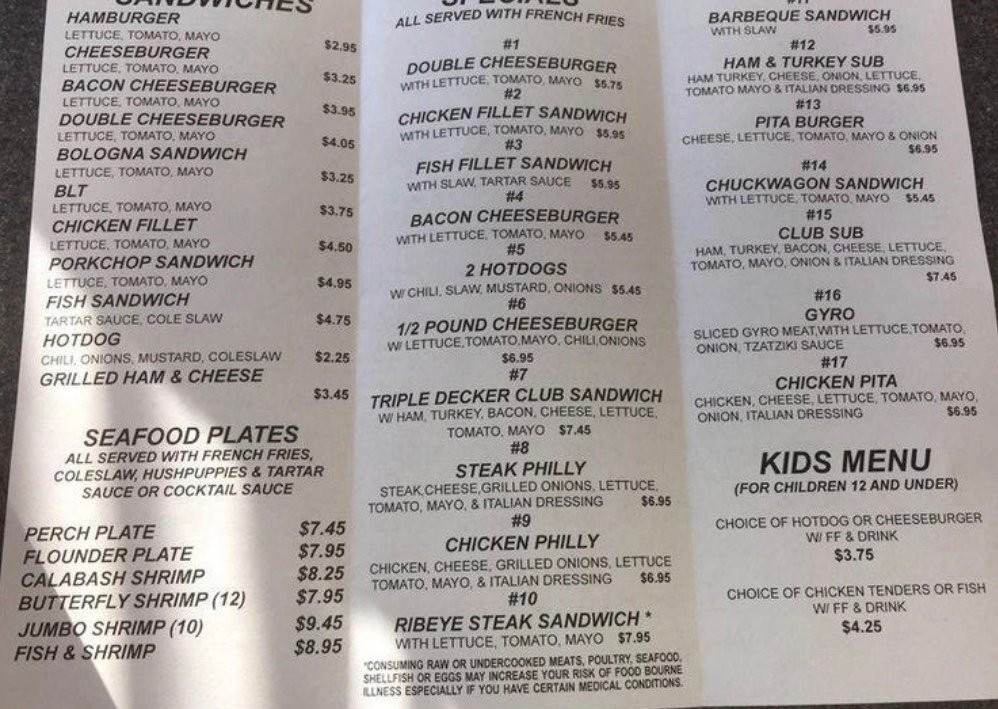 SANDWICHES
HAMBURGER
LETTUCE, TOMATO, MAYO $2.95
CHEESEBURGER
LETTUCE, TOMATO, MAYO $3.25
BACON CHEESEBURGER
LETTUCE, TOMATO, MAYO $3.95
DOUBLE CHEESEBURGER
LETTUCE, TOMATO, MAYO $4.05
BOLOGNA SANDWICH
LETTUCE, TOMATO, MAYO $3.25
BLT
LETTUCE, TOMATO, MAYO $3.75
CHICKEN FILLET
LETTUCE, TOMATO, MAYO $4.50
PORKCHOP SANDWICH
LETTUCE, TOMATO, MAYO $4.95
FISH SANDWICH
TARTAR SAUCE, COLE SLAW $4.75
HOTDOG
CHILI, ONIONS, MUSTARD, COLESLAW $2.25
GRILLED HAM & CHEESE
$3.45
SEAFOOD PLATES
ALL SERVED WITH FRENCH FRIES,
COLESLAW, HUSHPUPPIES & TARTAR
SAUCE OR COCKTAIL SAUCE
PERCH PLATE $7.45
FLOUNDER PLATE $7.95
CALABASH SHRIMP $8.25
BUTTERFLY SHRIMP (12) $7.95
JUMBO SHRIMP (10) $9.45
FISH & SHRIMP $8.95
SPECIALS
ALL SERVED WITH FRENCH FRIES
#1
DOUBLE CHEESEBURGER
WITH LETTUCE, TOMATO, MAYO $5.75
#2
CHICKEN FILLET SANDWICH
WITH LETTUCE, TOMATO, MAYO $5.95
#3
FISH FILLET SANDWICH
WITH SLAW, TARTAR SAUCE $5.95
#4
BACON CHEESEBURGER
WITH LETTUCE, TOMATO, MAYO $5.45
#5
2 HOTDOGS
W/ CHILI, SLAW, MUSTARD, ONIONS $5.45
#6
1/2 POUND CHEESEBURGER
W/ LETTUCE,TOMATO,MAYO, CHILI,ONIONS
$6.95
#7
TRIPLE DECKER CLUB SANDWICH
W/ HAM, TURKEY, BACON, CHEESE, LETTUCE,
TOMATO, MAYO $7.45
#8
STEAK PHILLY
STEAK,CHEESE,GRILLED ONIONS, LETTUCE,
TOMATO, MAYO, & ITALIAN DRESSING $6.95
#9
CHICKEN PHILLY
CHICKEN, CHEESE, GRILLED ONIONS, LETTUCE
TOMATO, MAYO, & ITALIAN DRESSING $6.95
#10
RIBEYE STEAK SANDWICH *
WITH LETTUCE, TOMATO, MAYO $7.95
*CONSUMING RAW OR UNDERCOOKED MEATS, POULTRY, SEAFOOD,
SHELLFISH OR EGGS MAY INCREASE YOUR RISK OF FOOD BOURNE
ILLNESS ESPECIALLY IF YOU HAVE CERTAIN MEDICAL CONDITIONS.
#11
BARBEQUE SANDWICH
WITH SLAW $5.95
#12
HAM & TURKEY SUB
HAM TURKEY, CHEESE, ONION, LETTUCE,
TOMATO MAYO & ITALIAN DRESSING $6.95
#13
PITA BURGER
CHEESE, LETTUCE, TOMATO, MAYO & ONION
$6.95
#14
CHUCKWAGON SANDWICH
WITH LETTUCE, TOMATO, MAYO $5.45
#15
CLUB SUB
HAM, TURKEY, BACON, CHEESE, LETTUCE,
TOMATO, MAYO, ONION & ITALIAN DRESSING
$7.45
#16
GYRO
SLICED GYRO MEAT,WITH LETTUCE,TOMATO,
ONION, TZATZIKI SAUCE $6.95
#17
CHICKEN PITA
CHICKEN, CHEESE, LETTUCE, TOMATO, MAYO,
ONION, ITALIAN DRESSING $6.95
KIDS MENU
(FOR CHILDREN 12 AND UNDER)
CHOICE OF HOTDOG OR CHEESEBURGER
W/ FF & DRINK
$3.75
CHOICE OF CHICKEN TENDERS OR FISH
W/ FF & DRINK
$4.25